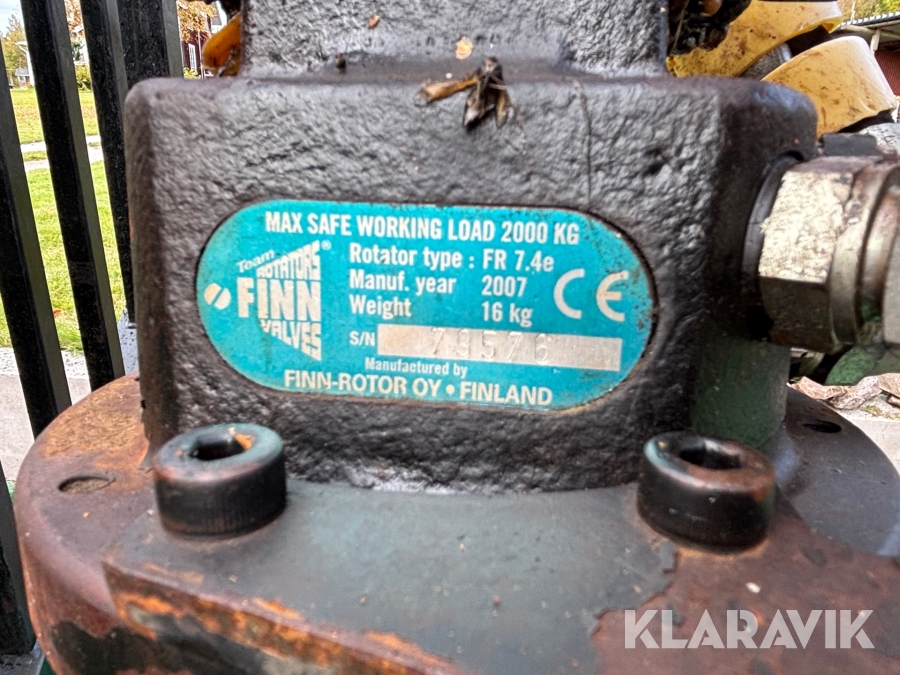 MAX SAFE WORKING LOAD 2000 KG
Team
ROTATORS®
FINN
VALVES
Rotator type : FR 7.4e
Manuf. year 2007
Weight 16 kg
CE
S/N 79576
Manufactured by
FINN-ROTOR OY • FINLAND
KLARAVIK